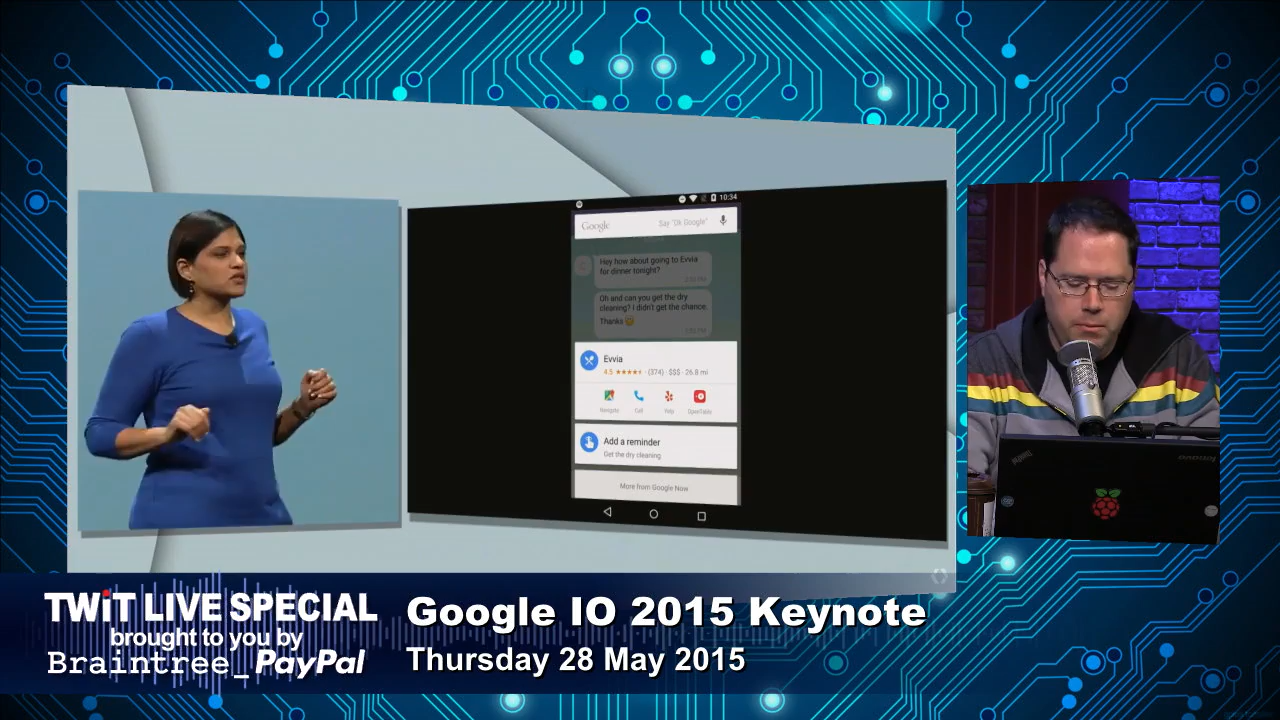 10:34
Google Say "Ok Google"
Hey how about going to Evvia
for dinner tonight?
Oh and can you get the dry
cleaning? I didn't get the chance.
Thanks
Evvia
4.5 (374) · $$$ · 26.8 mi
Navigate Call Yelp OpenTable
Add a reminder
Get the dry cleaning
More from Google Now
lenovo
TWiT LIVE SPECIAL
brought to you by
Braintree_PayPal
Google IO 2015 Keynote
Thursday 28 May 2015